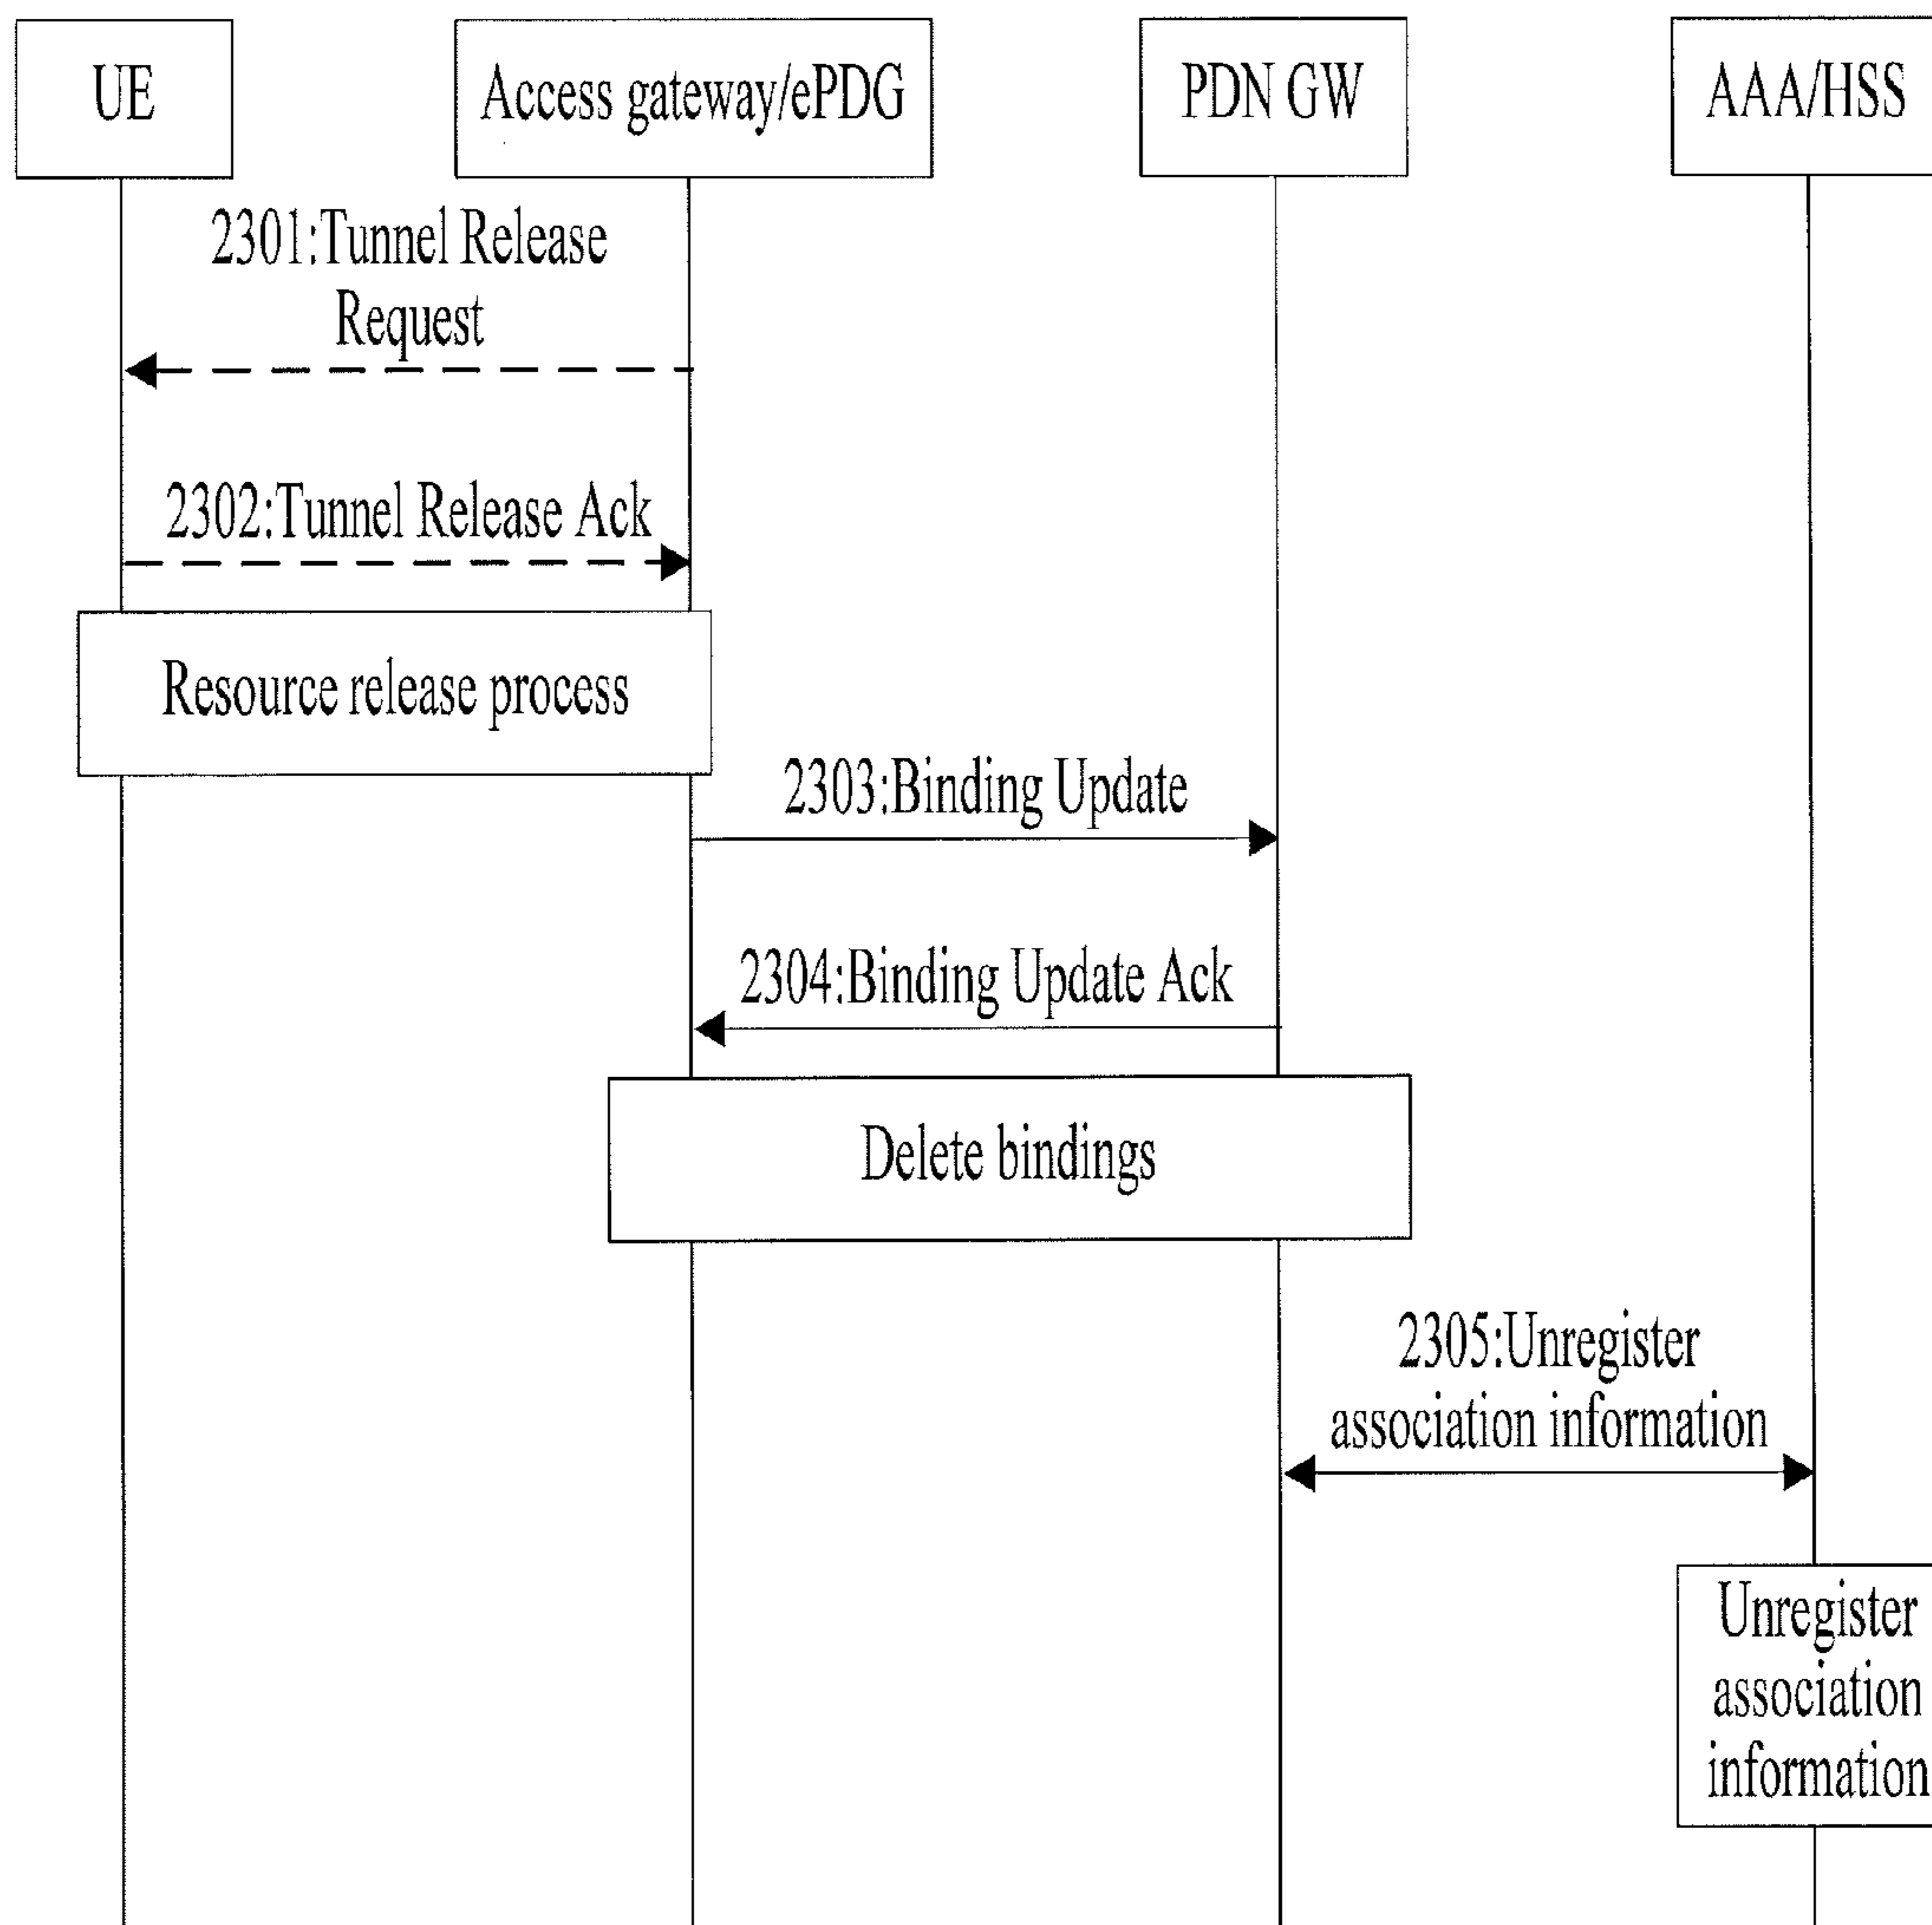 UE
Access gateway/ePDG
PDN GW
AAA/HSS
2301:Tunnel Release
Request
2302:Tunnel Release Ack
Resource release process
2303:Binding Update
2304:Binding Update Ack
Delete bindings
2305:Unregister
association information
Unregister
association
information